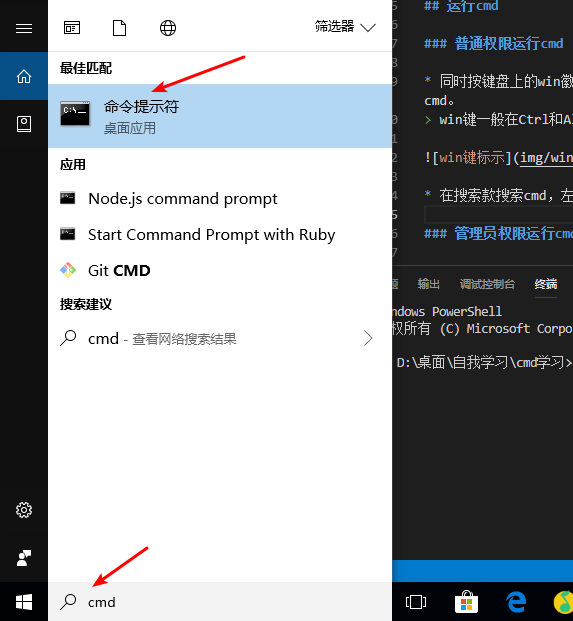 筛选器
最佳匹配
命令提示符
桌面应用
应用
Node.js command prompt
Start Command Prompt with Ruby
Git CMD
搜索建议
cmd - 查看网络搜索结果
cmd
## 运行cmd
### 普通权限运行cmd
* 同时按键盘上的win徽
cmd。
> win键一般在Ctrl和Al
![win键标示](img/win
* 在搜索款搜索cmd，左
### 管理员权限运行cmd
题 输出 调试控制台 终端
ndows PowerShell
权所有 (C) Microsoft Corpo
D:\桌面\自我学习\cmd学习>